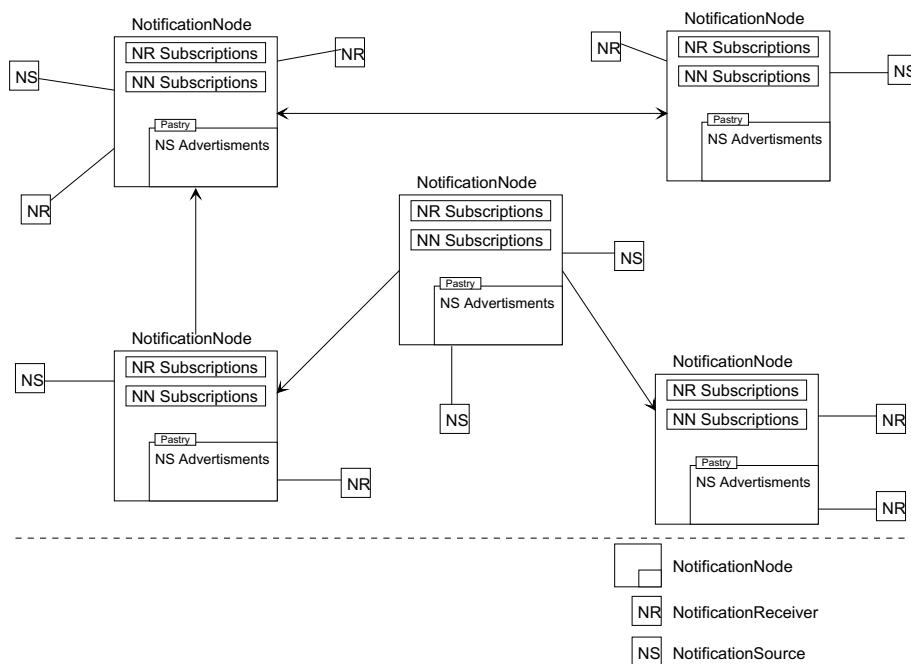 NotificationNode
NR Subscriptions
NN Subscriptions
Pastry
NS Advertisments
NS
NR
NR
NotificationNode
NR Subscriptions
NN Subscriptions
Pastry
NS Advertisments
NR
NS
NotificationNode
NR Subscriptions
NN Subscriptions
Pastry
NS Advertisments
NS
NS
NotificationNode
NR Subscriptions
NN Subscriptions
Pastry
NS Advertisments
NS
NR
NotificationNode
NR Subscriptions
NN Subscriptions
Pastry
NS Advertisments
NR
NR
NotificationNode
NR NotificationReceiver
NS NotificationSource